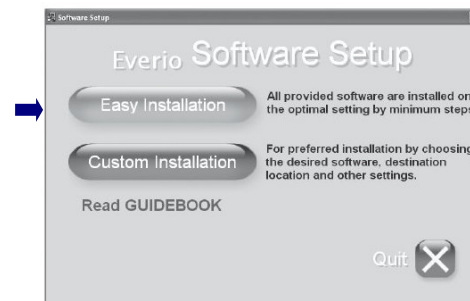 Software Setup
Everio Software Setup
Easy Installation
All provided software are installed on
the optimal setting by minimum steps
Custom Installation
For preferred installation by choosing
the desired software, destination
location and other settings.
Read GUIDEBOOK
Quit